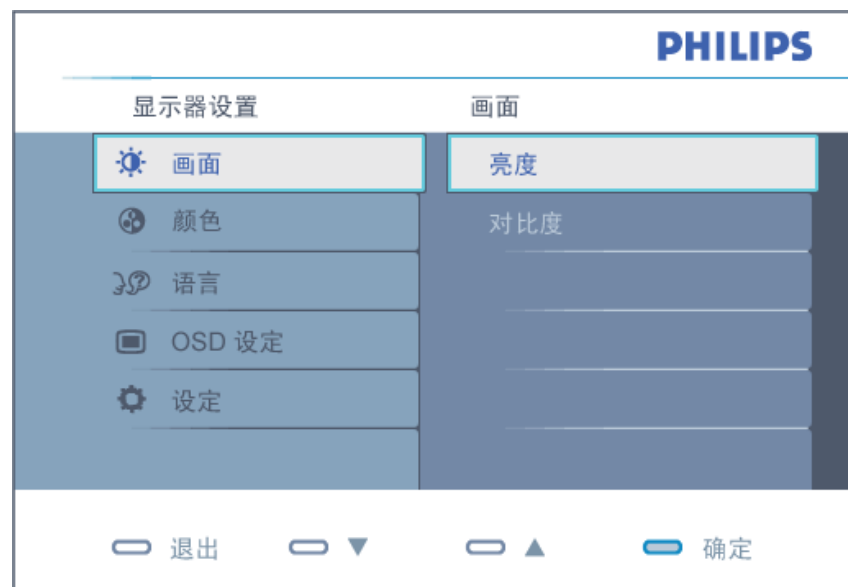 PHILIPS
显示器设置 画面
画面 亮度
颜色 对比度
语言
OSD 设定
设定
退出 ▼ ▲ 确定